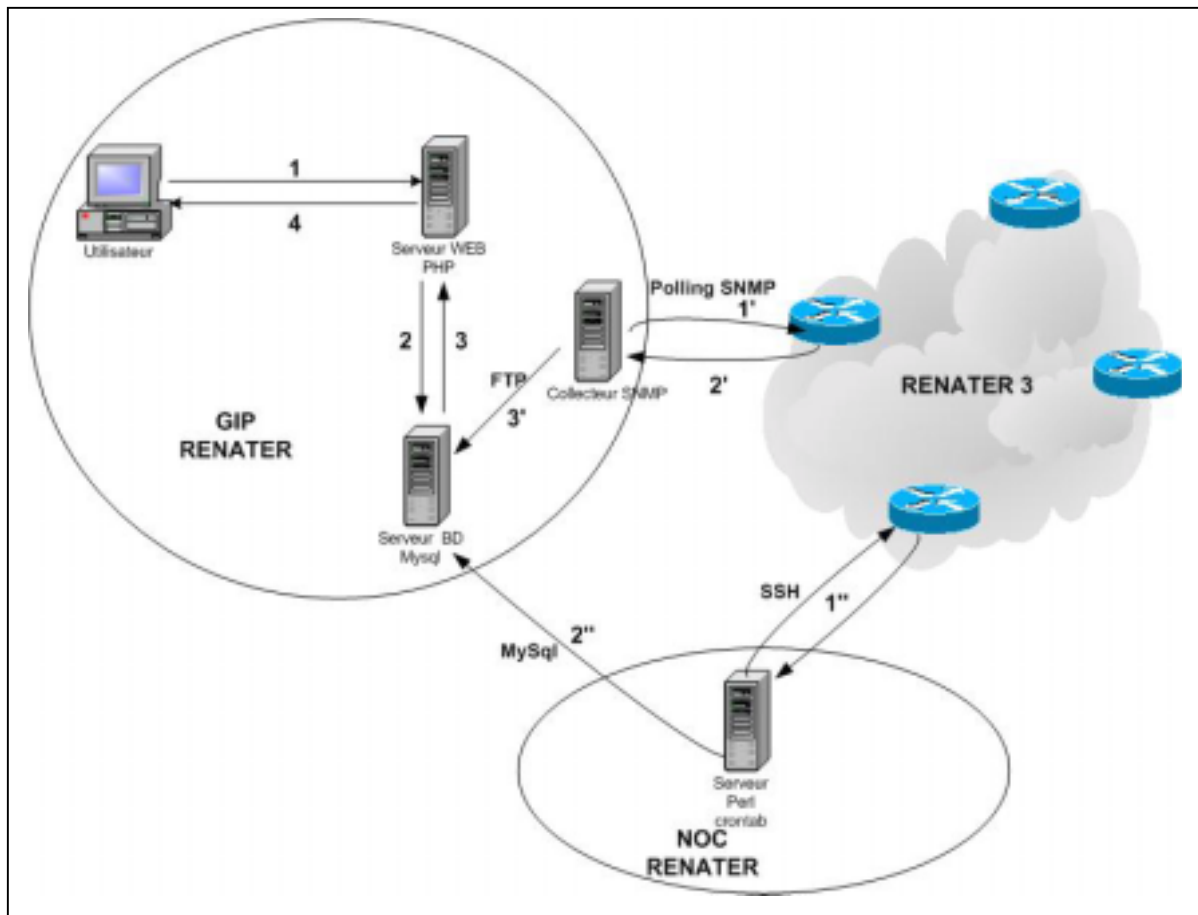 1
4
Utilisateur
Serveur WEB
PHP
Polling SNMP
1'
2
3
FTP
2'
Collecteur SNMP
3'
RENATER 3
GIP
RENATER
Serveur BD
Mysql
SSH
1"
2"
MySql
Serveur
Perl
crontab
NOC
RENATER